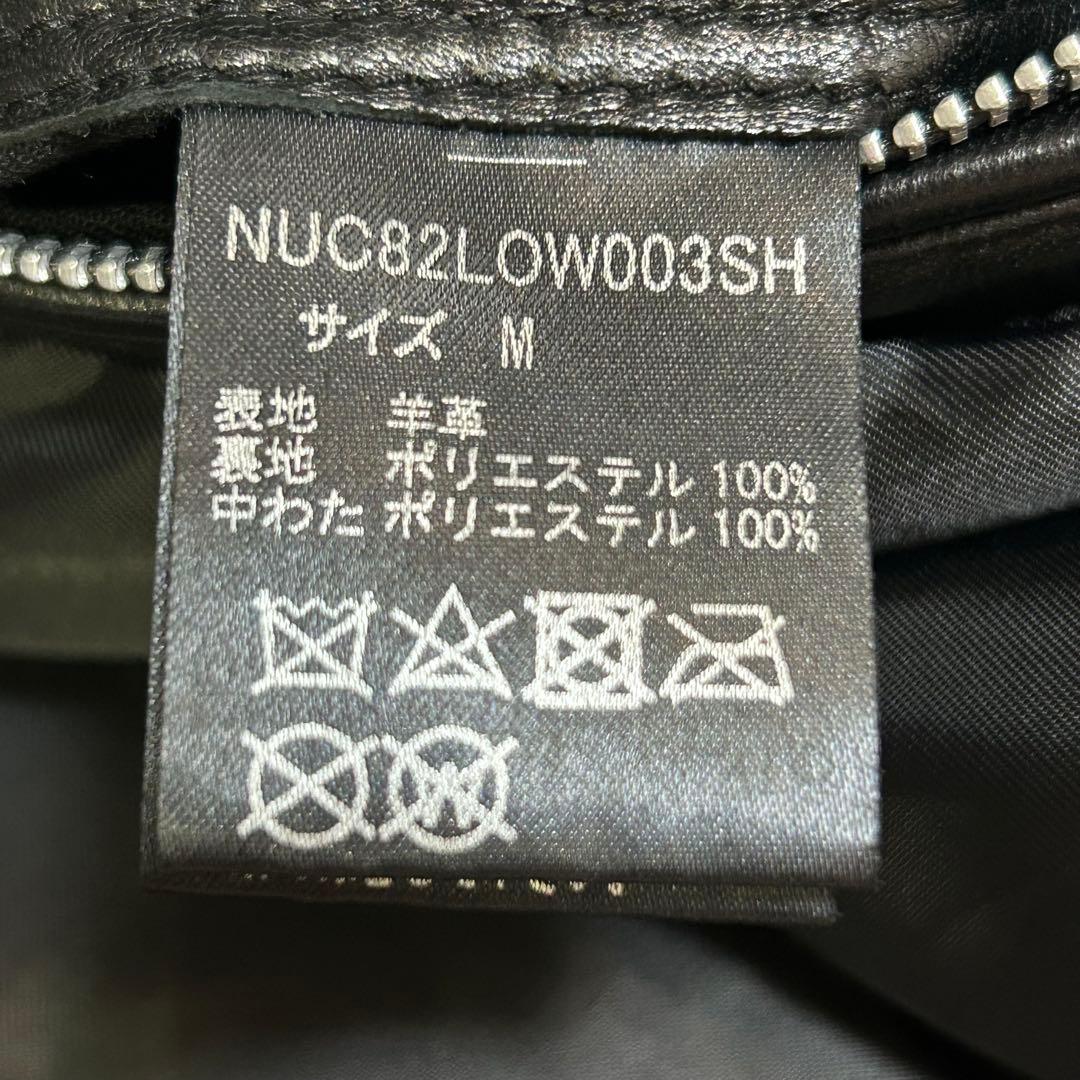 NUC82LOW003SH
サイズ M
表地 羊革
裏地 ポリエステル 100%
中わた ポリエステル 100%
W